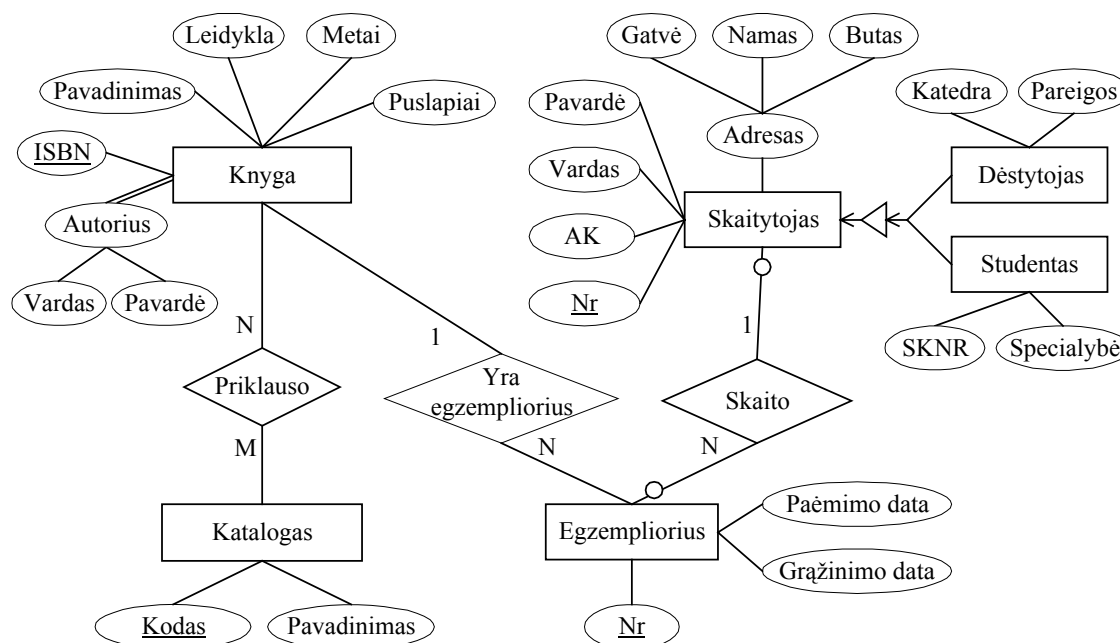 Leidykla
Metai
Gatvė
Namas
Butas
Pavadinimas
Puslapiai
Pavardė
Katedra
Pareigos
Adresas
ISBN
Knyga
Vardas
Dėstytojas
Autorius
Skaitytojas
AK
Studentas
Vardas
Pavardė
Nr
N
1
1
SKNR
Specialybė
Priklauso
Yra
egzempliorius
Skaito
M
N
N
Katalogas
Egzempliorius
Paėmimo data
Grąžinimo data
Kodas
Pavadinimas
Nr